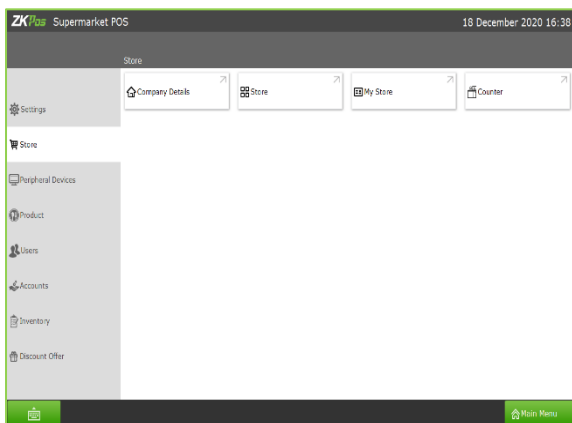 ZKPos Supermarket POS
18 December 2020 16:38
Store
Company Details
Store
My Store
Counter
Settings
Store
Peripheral Devices
Product
Users
Accounts
Inventory
Discount Offer
Main Menu